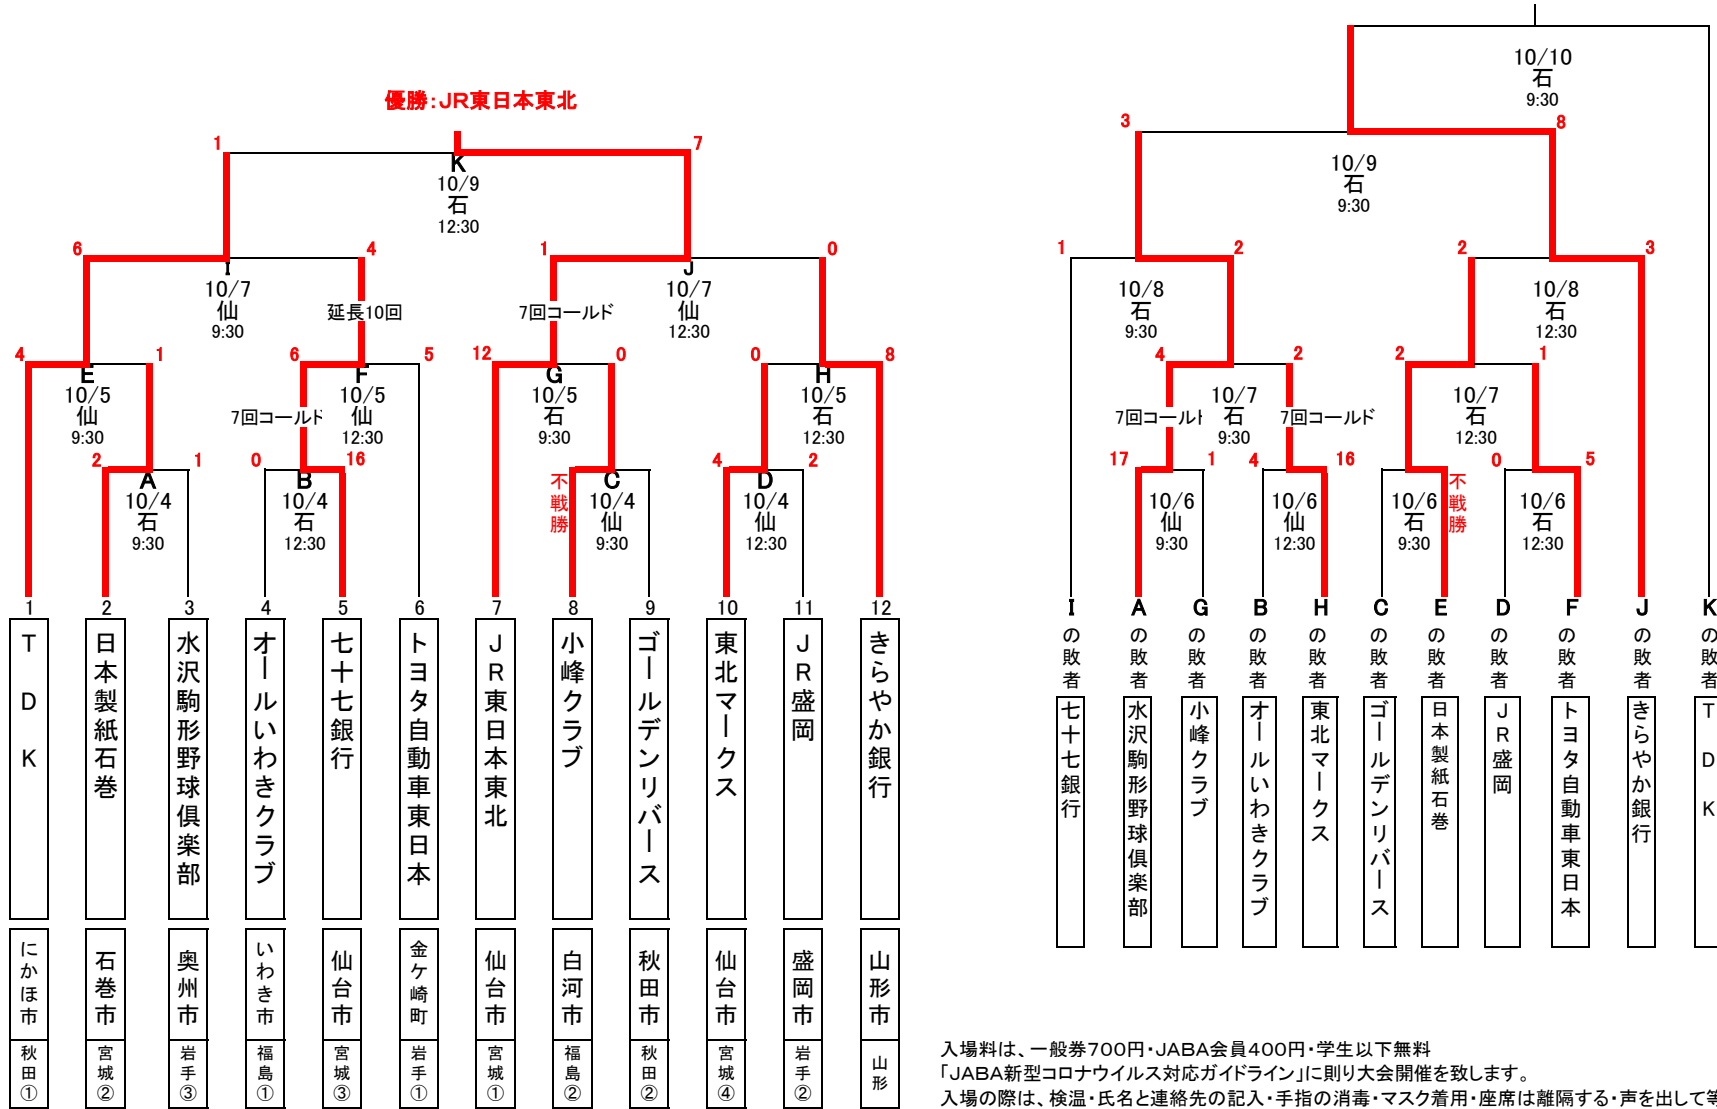 優勝：ＪＲ東日本東北
1
7
K
10/9
石
12:30
6
4
1
0
I
10/7
仙
9:30
延長10回
7回コールド
J
10/7
仙
12:30
4
1
6
5
12
0
0
8
E
10/5
仙
9:30
7回コールド
F
10/5
仙
12:30
G
10/5
石
9:30
H
10/5
石
12:30
2
1
0
16
4
2
A
10/4
石
9:30
B
10/4
石
12:30
不戦勝
C
10/4
仙
9:30
D
10/4
仙
12:30
1
2
3
4
5
6
7
8
9
10
11
12
ＴＤＫ
日本製紙石巻
水沢駒形野球倶楽部
オールいわきクラブ
七十七銀行
トヨタ自動車東日本
ＪＲ東日本東北
小峰クラブ
ゴールデンリバース
東北マークス
ＪＲ盛岡
きらやか銀行
にかほ市
石巻市
奥州市
いわき市
仙台市
金ケ崎町
仙台市
白河市
秋田市
仙台市
盛岡市
山形市
秋田①
宮城②
岩手③
福島①
宮城③
岩手①
宮城①
福島②
秋田②
宮城④
岩手②
山形
10/10
石
9:30
3
8
10/9
石
9:30
1
2
2
3
10/8
石
9:30
10/8
石
12:30
4
2
2
1
7回コール
10/7
石
9:30
7回コールド
10/7
石
12:30
17
1
4
16
0
5
10/6
仙
9:30
10/6
仙
12:30
10/6
石
9:30
不戦勝
10/6
石
12:30
Iの敗者
Aの敗者
Gの敗者
Bの敗者
Hの敗者
Cの敗者
Eの敗者
Dの敗者
Fの敗者
Jの敗者
Kの敗者
七十七銀行
水沢駒形野球倶楽部
小峰クラブ
オールいわきクラブ
東北マークス
ゴールデンリバース
日本製紙石巻
ＪＲ盛岡
トヨタ自動車東日本
きらやか銀行
ＴＤＫ
入場料は、一般券700円・JABA会員400円・学生以下無料
「JABA新型コロナウイルス対応ガイドライン」に則り大会開催を致します。
入場の際は、検温・氏名と連絡先の記入・手指の消毒・マスク着用・座席は離隔する・声を出して等